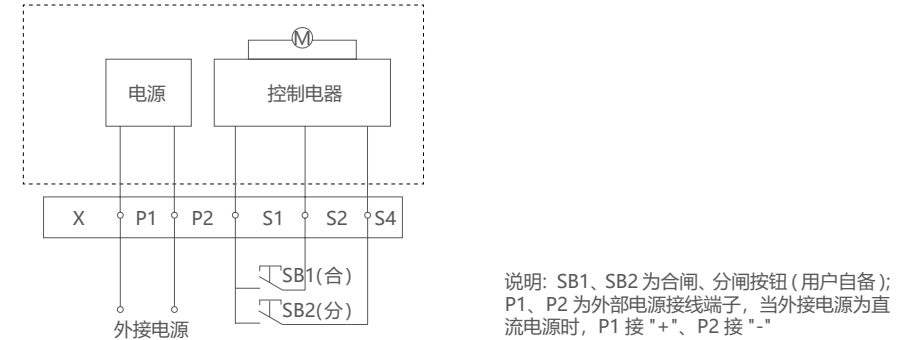 M
电源
控制电器
X P1 P2 S1 S2 S4
SB1(合)
SB2(分)
外接电源
说明: SB1、SB2 为合闸、分闸按钮 ( 用户自备 );
P1、P2 为外部电源接线端子，当外接电源为直
流电源时，P1 接 "+"、P2 接 "-"